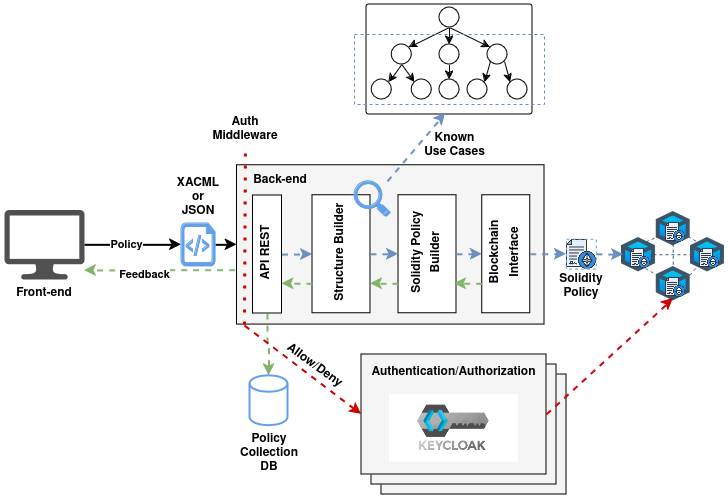 Auth
Middleware
Known
Use Cases
XACML
or
JSON
Back-end
Policy
Feedback
Front-end
API REST
Structure Builder
Solidity Policy
Builder
Blockchain
Interface
Solidity
Policy
Allow/Deny
Policy
Collection
DB
Authentication/Authorization
KEYCLOAK